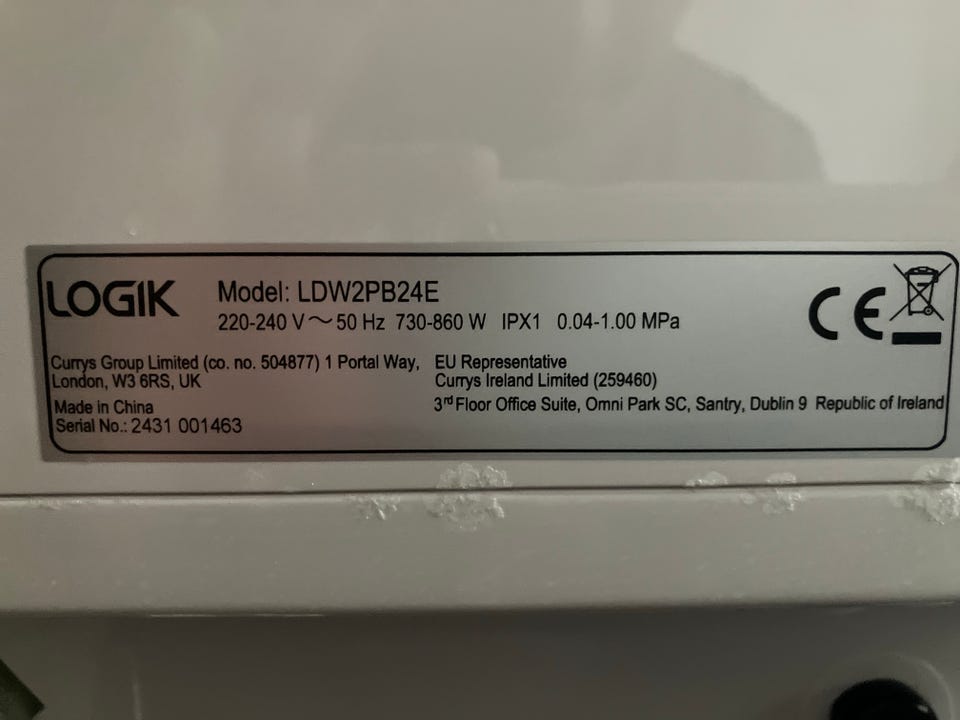 LOGIK
Model: LDW2PB24E
220-240 V～50 Hz 730-860 W IPX1 0.04-1.00 MPa
CE
Currys Group Limited (co. no. 504877) 1 Portal Way,
London, W3 6RS, UK
Made in China
Serial No.: 2431 001463
EU Representative
Currys Ireland Limited (259460)
3rd Floor Office Suite, Omni Park SC, Santry, Dublin 9 Republic of Ireland